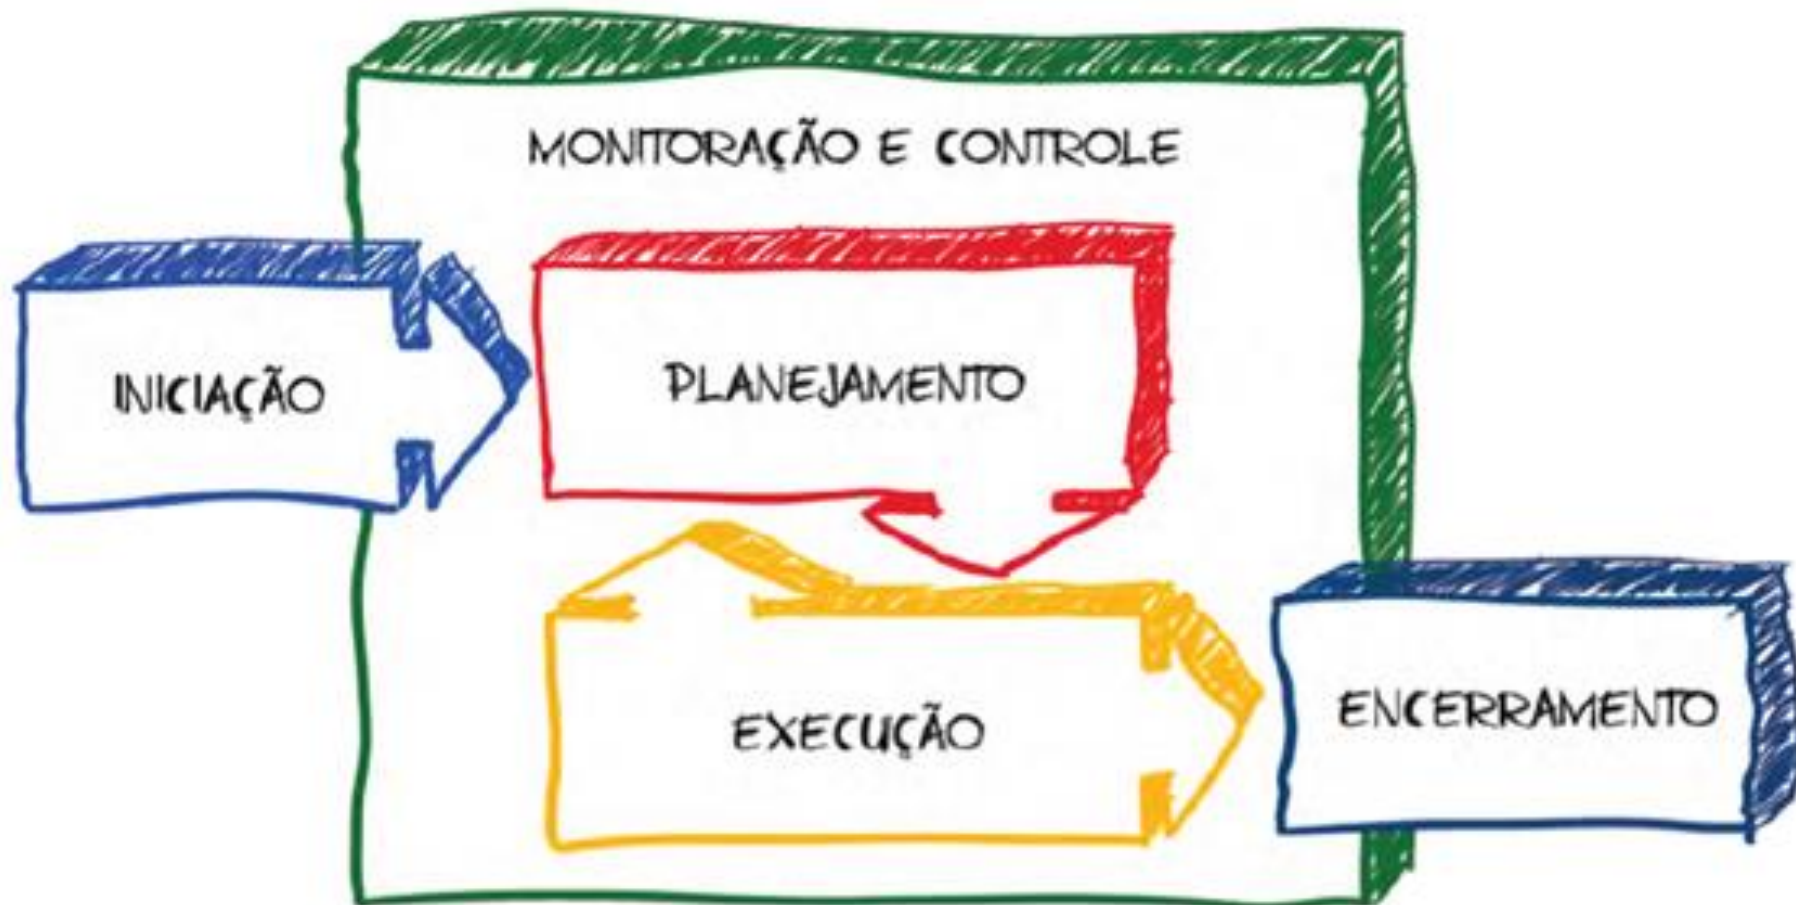 MONITORAÇÃO E CONTROLE
INICIAÇÃO
PLANEJAMENTO
EXECUÇÃO
ENCERRAMENTO